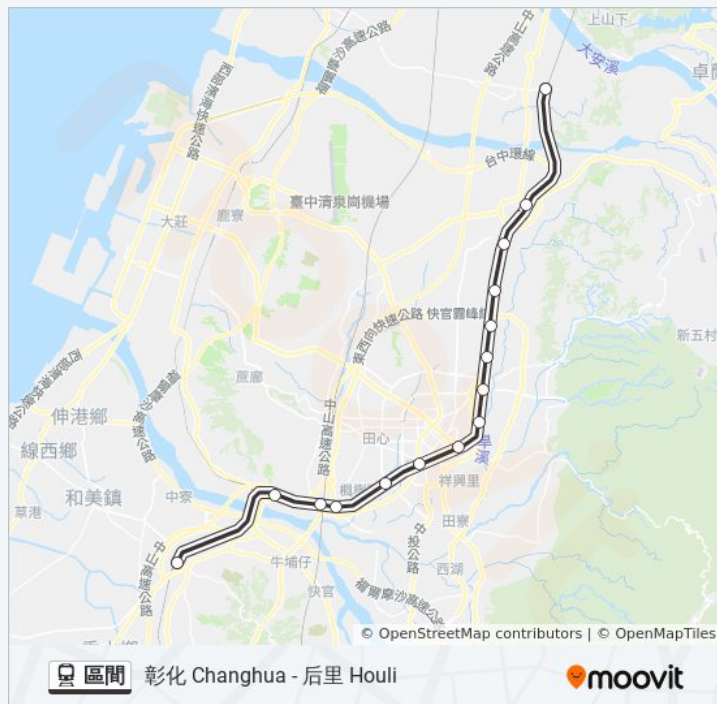 上山下
中山高速公路
福爾摩沙高速公路
大安溪
西部濱海快速公路
台中環線
臺中清泉崗機場
大莊
鹿寮
東西向快速公路 快官霧峰
新五村
西部濱海快速公路
福爾摩沙高速公路
蔗廍
中山高速公路
伸港鄉
田心
旱溪
線西鄉
祥興里
和美鎮
中寮
草港
田寮
中投公路
中山高速公路
牛埔仔
快官
西湖
福爾摩沙高速公路
© OpenStreetMap contributors | © OpenMapTiles
區間 彰化 Changhua - 后里 Houli
moovit